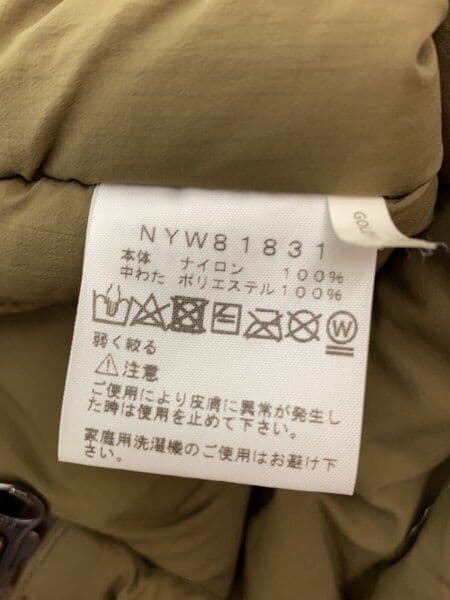 GOL
NYW81831
本体 ナイロン 100%
中わた ポリエステル100%
W
弱く絞る
⚠注意
ご使用により皮膚に異常が発生し
た時は使用を止めて下さい。
家庭用洗濯機のご使用はお避け下
さい。